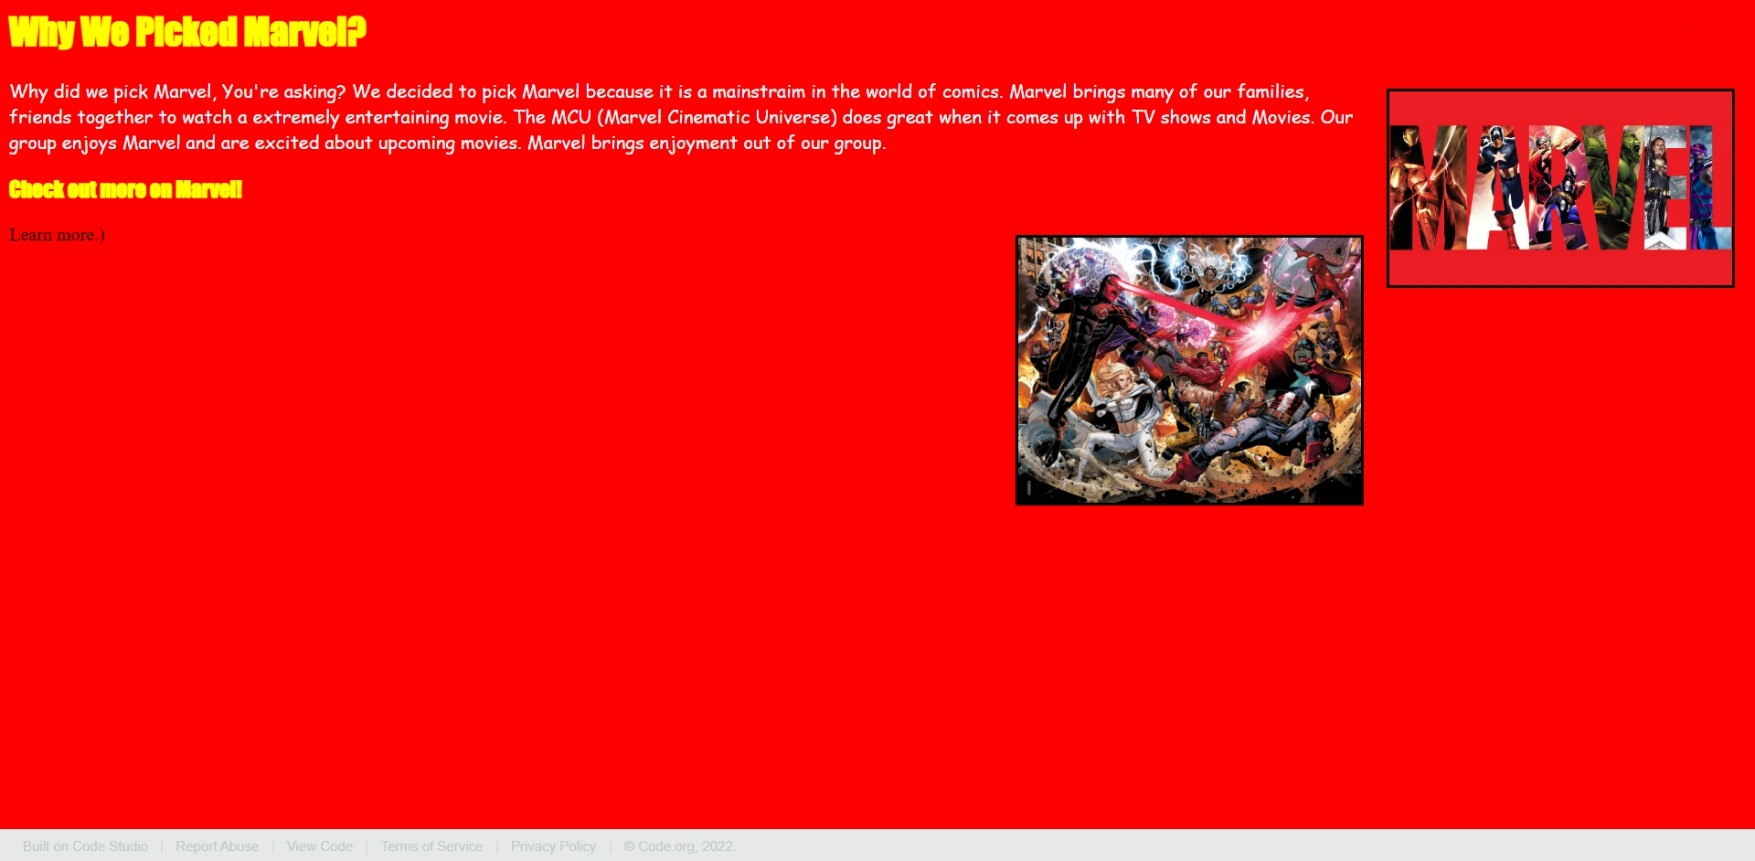 Why We Picked Marvel?
Why did we pick Marvel, You're asking? We decided to pick Marvel because it is a mainstraim in the world of comics. Marvel brings many of our families,
friends together to watch a extremely entertaining movie. The MCU (Marvel Cinematic Universe) does great when it comes up with TV shows and Movies. Our
group enjoys Marvel and are excited about upcoming movies. Marvel brings enjoyment out of our group.
MARVEL
Check out more on Marvel!
Learn more.)
Built on Code Studio | Report Abuse | View Code | Terms of Service | Privacy Policy | © Code.org, 2022.